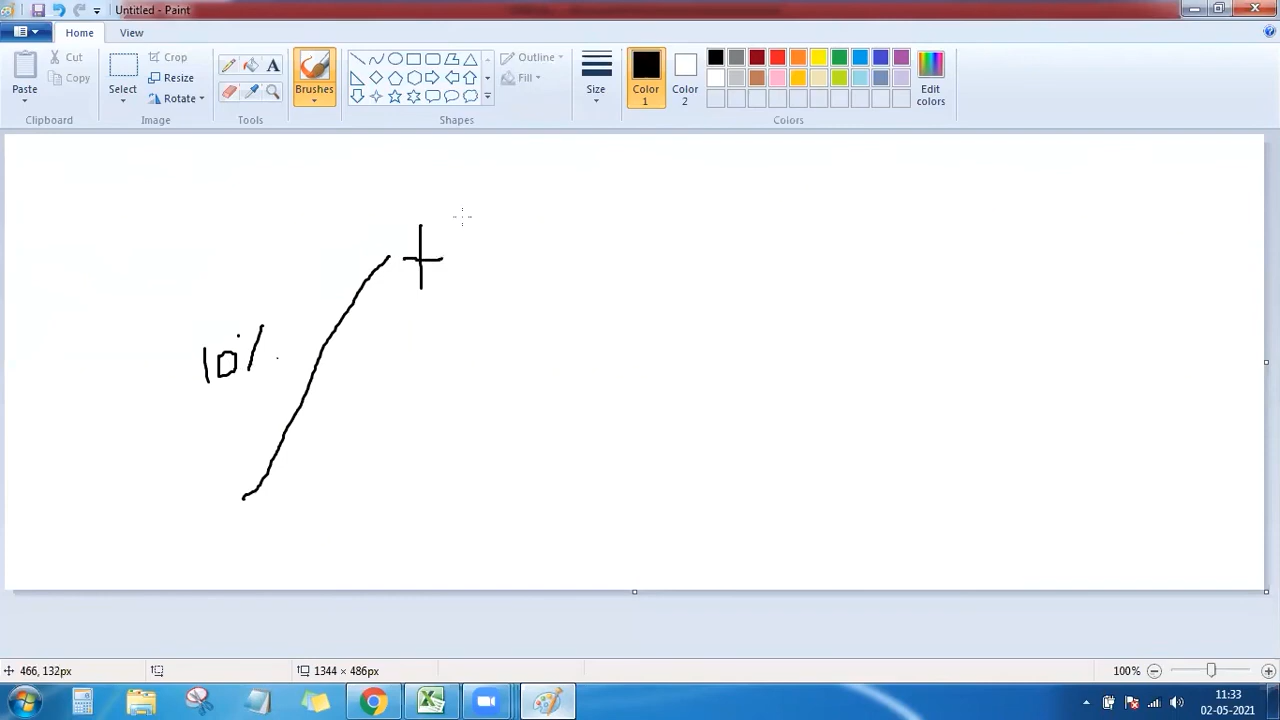 Untitled - Paint
Home View
Paste
Cut
Copy
Clipboard
Select
Crop
Resize
Rotate
Image
A
Tools
Brushes
Outline
Fill
Shapes
Size
Color 1
Color 2
Edit colors
Colors
+
10%
466, 132px
1344 × 486px
100%
11:33
02-05-2021